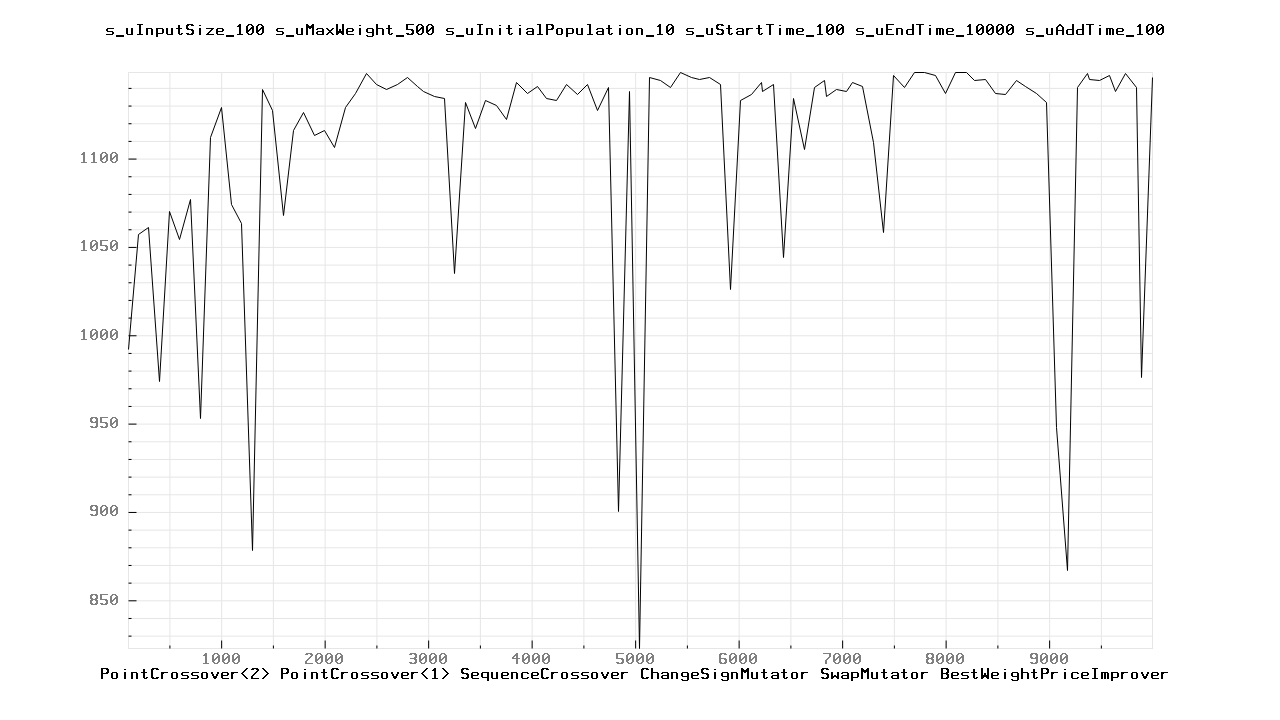 s_uInputSize_100 s_uMaxWeight_500 s_uInitialPopulation_10 s_uStartTime_100 s_uEndTime_10000 s_uAddTime_100
1100
1050
1000
950
900
850
1000 2000 3000 4000 5000 6000 7000 8000 9000
PointCrossover<2> PointCrossover<1> SequenceCrossover ChangeSignMutator SwapMutator BestWeightPriceImprover